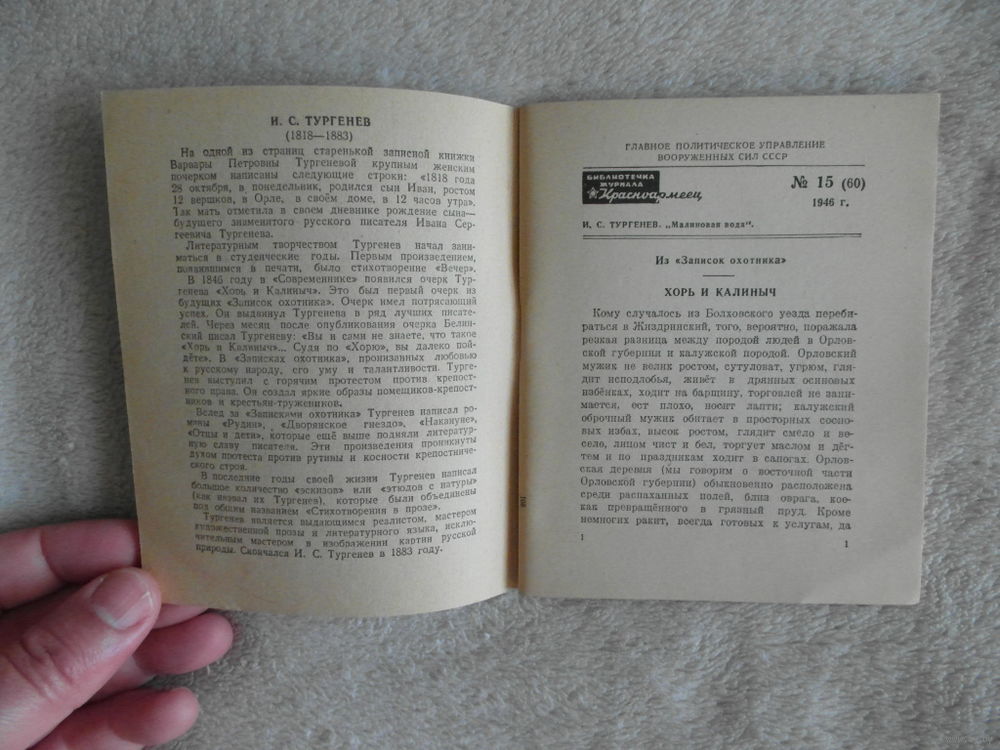 И. С. ТУРГЕНЕВ
(1818—1883)
На одной из страниц старенькой записной книжки
Варвары Петровны Тургеневой крупным женским
почерком написаны следующие строки: «1818 года
28 октября, в понедельник, родился сын Иван, ростом
12 вершков, в Орле, в своём доме, в 12 часов утра».
Так мать отметила в своем дневнике рождение сына—
будущего знаменитого русского писателя Ивана Сер-
геевича Тургенева.
Литературным творчеством Тургенев начал зани-
маться в студенческие годы. Первым произведением,
появившимся в печати, было стихотворение «Вечер».
В 1846 году в «Современнике» появился очерк Тур-
генева «Хорь и Калиныч». Это был первый очерк из
будущих «Записок охотника». Очерк имел потрясающий
успех. Он выдвинул Тургенева в ряд лучших писате-
лей. Через месяц после опубликования очерка Белин-
ский писал Тургеневу: «Вы и сами не знаете, что такое
«Хорь и Калиныч»... Судя по «Хорю», вы далеко пой-
дёте». В «Записках охотника», пронизанных любовью
к русскому народу, его уму и талантливости, Турге-
нев выступил с горячим протестом против крепост-
ного права. Он создал яркие образы помещиков-крепост-
ников и крестьян-тружеников.
Вслед за «Записками охотника» Тургенев написал ро-
маны «Рудин», «Дворянское гнездо», «Накануне»,
«Отцы и дети», которые ещё выше подняли литератур-
ную славу писателя. Эти произведения проникнуты
духом протеста против рутины и косности крепостниче-
ского строя.
В последние годы своей жизни Тургенев написал
большое количество «эскизов» или «этюдов с натуры»
(как назвал их Тургенев), которые были объединены
под общим названием «Стихотворения в прозе».
Тургенев является выдающимся реалистом, мастером
художественной прозы и литературного языка, исклю-
чительным мастером в изображении картин русской
природы. Скончался И. С. Тургенев в 1883 году.
ГЛАВНОЕ ПОЛИТИЧЕСКОЕ УПРАВЛЕНИЕ
ВООРУЖЕННЫХ СИЛ СССР
БИБЛИОТЕЧКА
ЖУРНАЛА
Красноармеец
№ 15 (60)
1946 г.
И. С. ТУРГЕНЕВ. „Малиновая вода".
Из «Записок охотника»
ХОРЬ И КАЛИНЫЧ
Кому случалось из Болховского уезда переби-
раться в Жиздринский, того, вероятно, поражала
резкая разница между породой людей в Орлов-
ской губернии и калужской породой. Орловский
мужик не велик ростом, сутуловат, угрюм, гля-
дит исподлобья, живёт в дрянных осиновых
избёнках, ходит на барщину, торговлей не зани-
мается, ест плохо, носит лапти; калужский
оброчный мужик обитает в просторных сосно-
вых избах, высок ростом, глядит смело и ве-
село, лицом чист и бел, торгует маслом и дёг-
тем и по праздникам ходит в сапогах. Орлов-
ская деревня (мы говорим о восточной части
Орловской губернии) обыкновенно расположена
среди распаханных полей, близ оврага, кое-
как превращённого в грязный пруд. Кроме
немногих ракит, всегда готовых к услугам, да
1
1